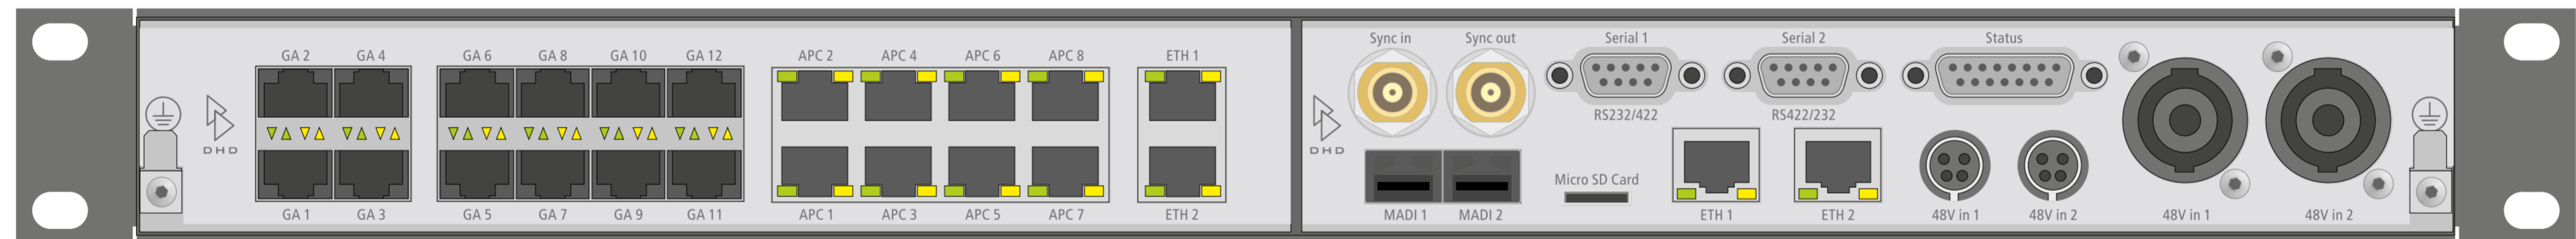 GA 2 GA 4 GA 6 GA 8 GA 10 GA 12 APC 2 APC 4 APC 6 APC 8 ETH 1
DHD
GA 1 GA 3 GA 5 GA 7 GA 9 GA 11 APC 1 APC 3 APC 5 APC 7 ETH 2
Sync in Sync out Serial 1 Serial 2 Status
RS232/422 RS422/232
DHD
Micro SD Card
MADI 1 MADI 2 ETH 1 ETH 2 48V in 1 48V in 2 48V in 1 48V in 2